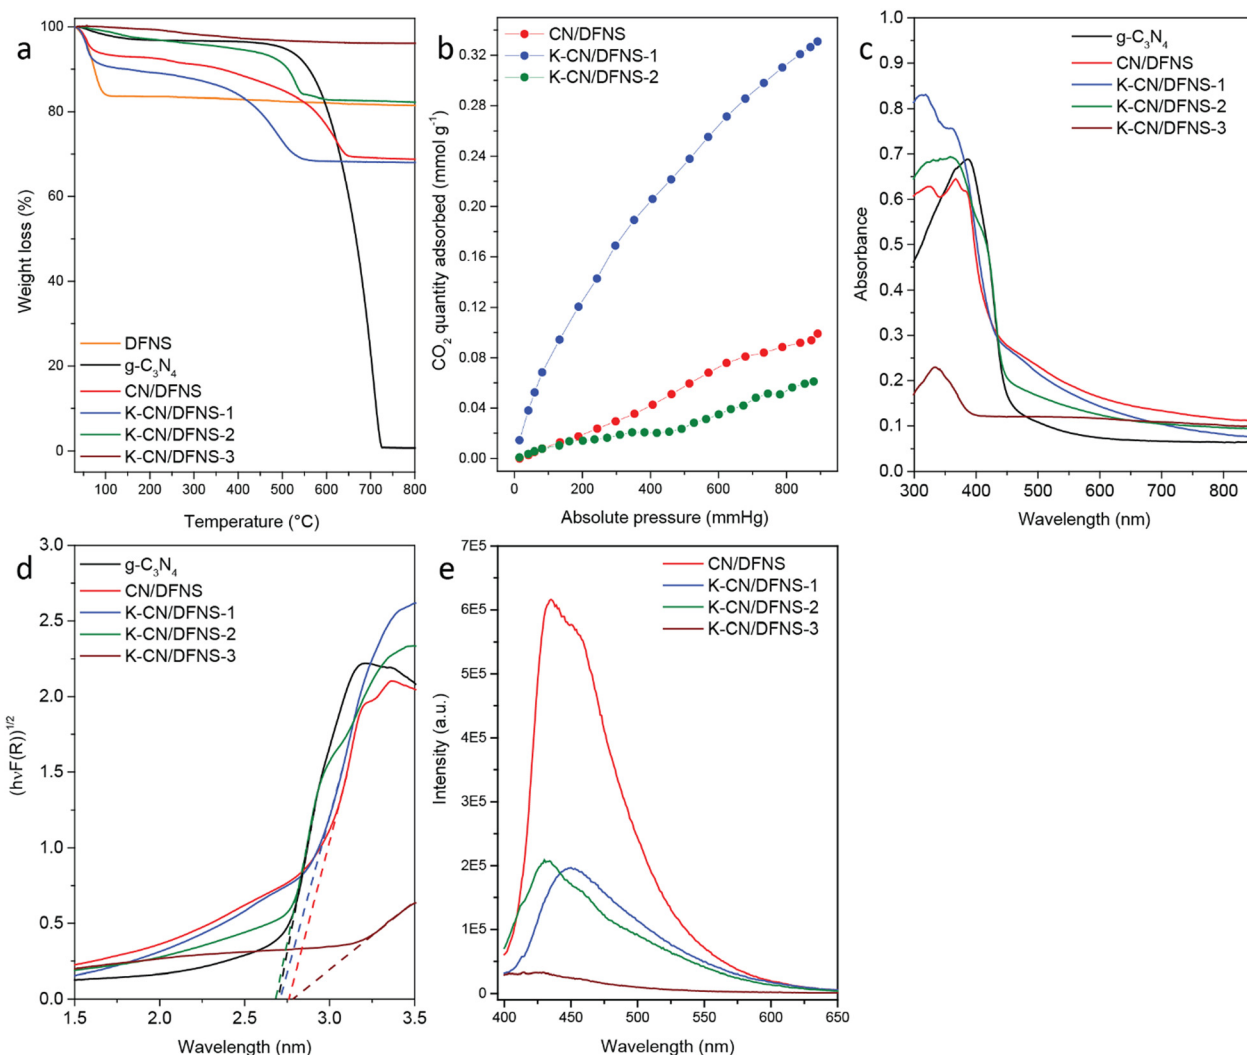 a
Weight loss (%)
100
80
60
40
20
0
DFNS
g-C₃N₄
CN/DFNS
K-CN/DFNS-1
K-CN/DFNS-2
K-CN/DFNS-3
100 200 300 400 500 600 700 800
Temperature (°C)
b
CO₂ quantity adsorbed (mmol g⁻¹)
0.32
0.28
0.24
0.20
0.16
0.12
0.08
0.04
0.00
CN/DFNS
K-CN/DFNS-1
K-CN/DFNS-2
0 200 400 600 800
Absolute pressure (mmHg)
c
Absorbance
1.0
0.9
0.8
0.7
0.6
0.5
0.4
0.3
0.2
0.1
0.0
g-C₃N₄
CN/DFNS
K-CN/DFNS-1
K-CN/DFNS-2
K-CN/DFNS-3
300 400 500 600 700 800
Wavelength (nm)
d
(hνF(R))¹/²
3.0
2.5
2.0
1.5
1.0
0.5
0.0
g-C₃N₄
CN/DFNS
K-CN/DFNS-1
K-CN/DFNS-2
K-CN/DFNS-3
1.5 2.0 2.5 3.0 3.5
Wavelength (nm)
e
Intensity (a.u.)
7E5
6E5
5E5
4E5
3E5
2E5
1E5
0
CN/DFNS
K-CN/DFNS-1
K-CN/DFNS-2
K-CN/DFNS-3
400 450 500 550 600 650
Wavelength (nm)